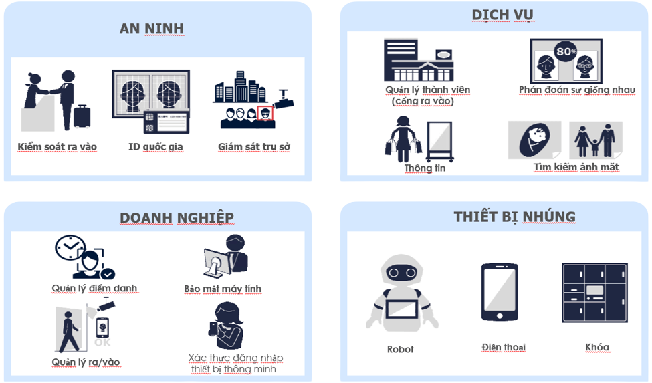 AN NINH
Kiểm soát ra vào
ID quốc gia
Giám sát trụ sở
DỊCH VỤ
80%
Quản lý thành viên
(cổng ra vào)
Phán đoán sự giống nhau
Thông tin
Tìm kiếm ảnh mặt
DOANH NGHIỆP
Quản lý điểm danh
Bảo mật máy tính
OK
Quản lý ra/vào
Xác thực đăng nhập
thiết bị thông minh
THIẾT BỊ NHÚNG
Robot
Điện thoại
Khóa